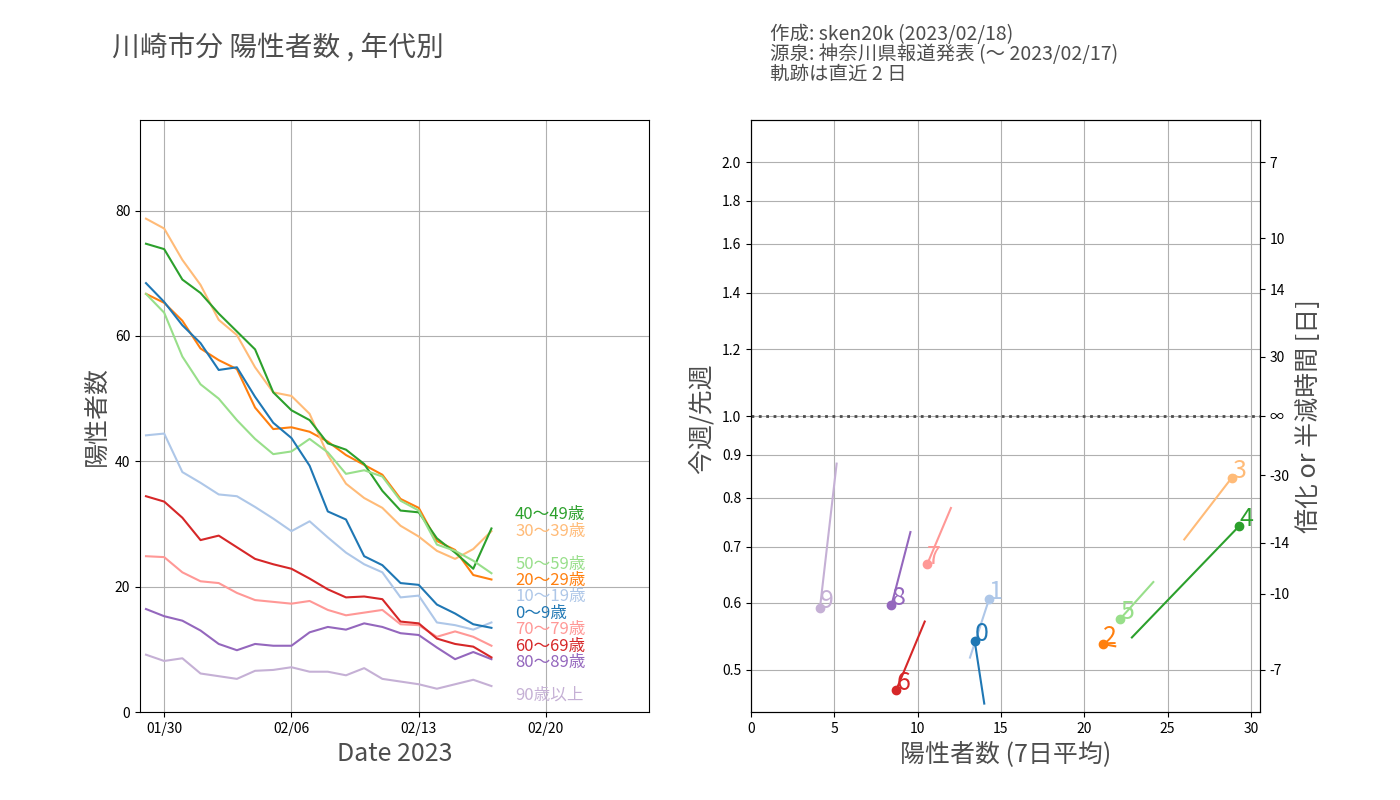 川崎市分 陽性者数 , 年代別
作成: sken20k (2023/02/18)
源泉: 神奈川県報道発表 (〜 2023/02/17)
軌跡は直近 2 日
陽性者数
80
60
40
20
0
01/30
02/06
02/13
02/20
Date 2023
40〜49歳
30〜39歳
50〜59歳
20〜29歳
10〜19歳
0〜9歳
70〜79歳
60〜69歳
80〜89歳
90歳以上
今週/先週
2.0
1.8
1.6
1.4
1.2
1.0
0.9
0.8
0.7
0.6
0.5
0
5
10
15
20
25
30
陽性者数 (7日平均)
3
4
7
9
8
1
5
0
2
6
7
10
14
30
∞
-30
-14
-10
-7
倍化 or 半減時間 [日]